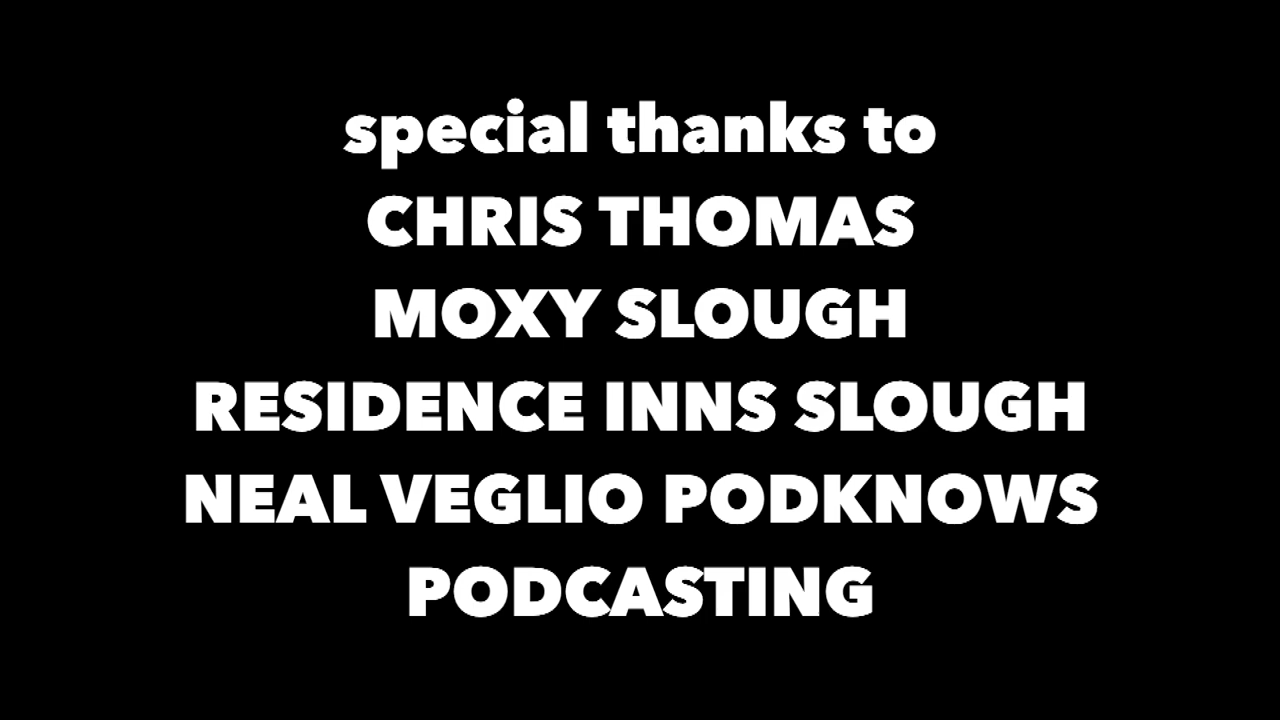 special thanks to
CHRIS THOMAS
MOXY SLOUGH
RESIDENCE INNS SLOUGH
NEAL VEGLIO PODKNOWS
PODCASTING